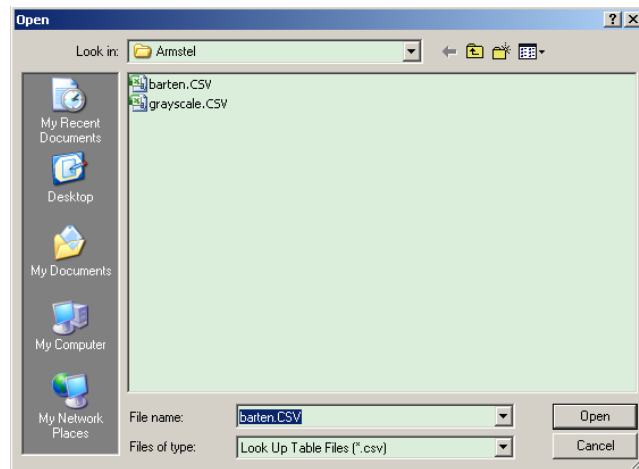 Open
Look in:
Armstel
barten.CSV
grayscale.CSV
My Recent
Documents
Desktop
My Documents
My Computer
My Network
Places
File name:
barten.CSV
Open
Files of type:
Look Up Table Files (*.csv)
Cancel